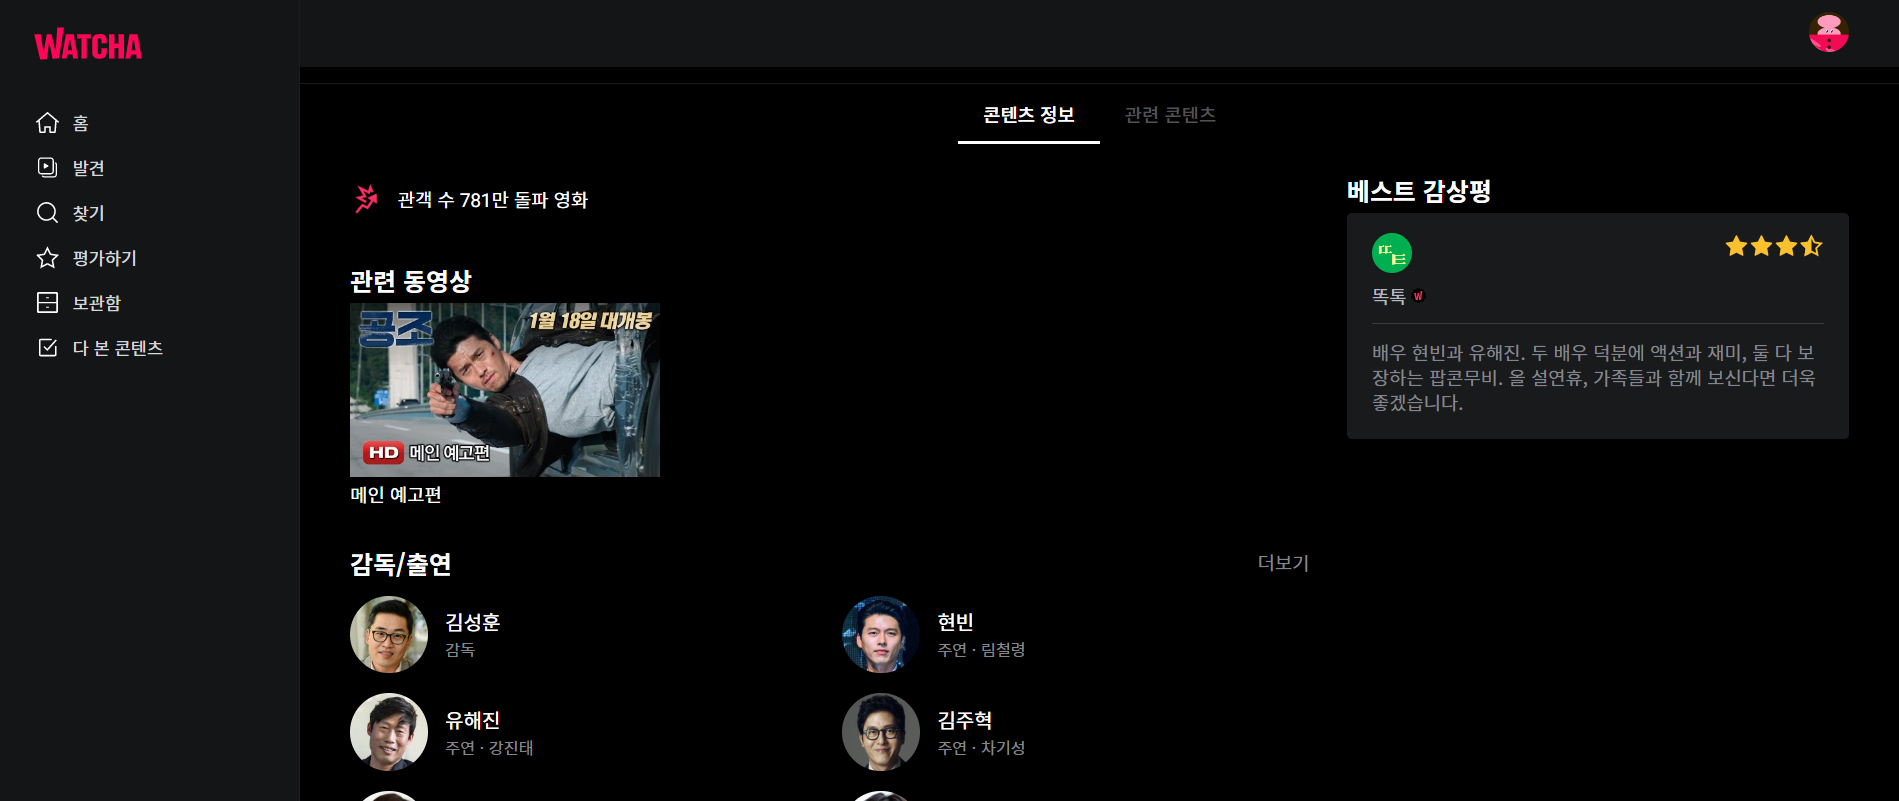 WATCHA
홈
발견
찾기
평가하기
보관함
다 본 콘텐츠
콘텐츠 정보
관련 콘텐츠
관객 수 781만 돌파 영화
관련 동영상
공조
1월 18일 대개봉
HD 메인 예고편
메인 예고편
감독/출연
더보기
김성훈
감독
현빈
주연 · 림철령
유해진
주연 · 강진태
김주혁
주연 · 차기성
베스트 감상평
똑톡 W
배우 현빈과 유해진. 두 배우 덕분에 액션과 재미, 둘 다 보
장하는 팝콘무비. 올 설연휴, 가족들과 함께 보신다면 더욱
좋겠습니다.